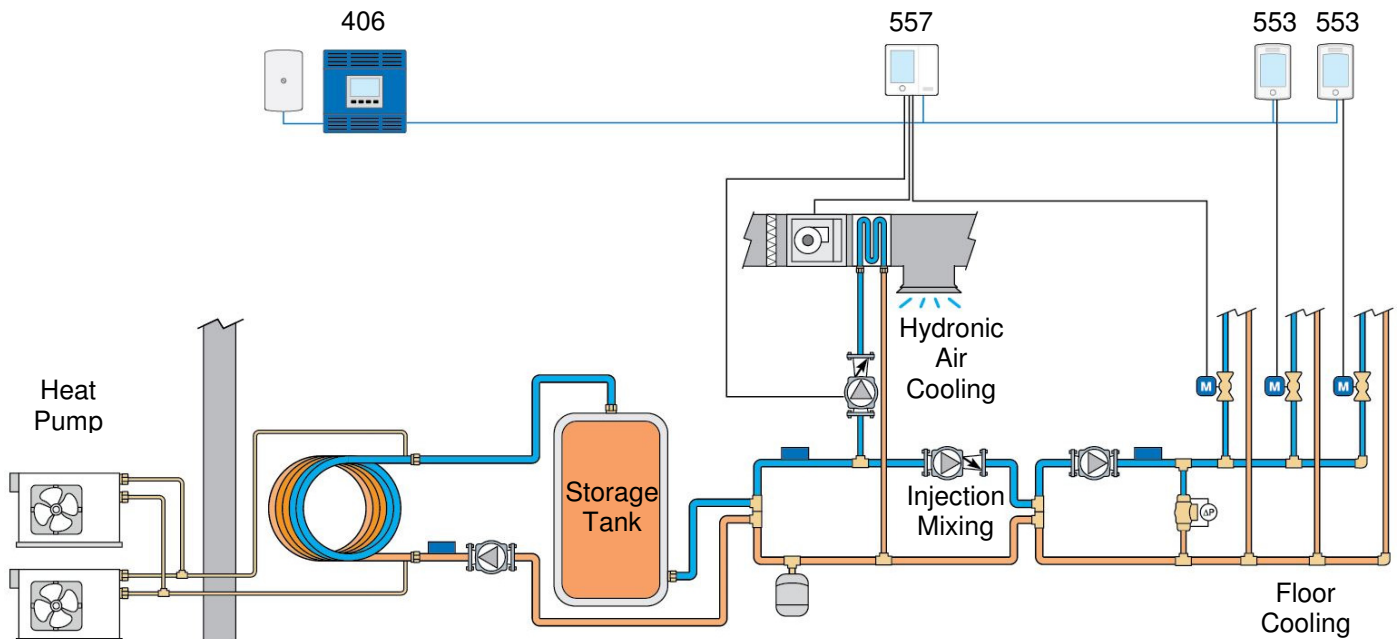 406
557
553
553
Hydronic
Air
Cooling
Heat
Pump
M
M
M
Storage
Tank
Injection
Mixing
ΔP
Floor
Cooling